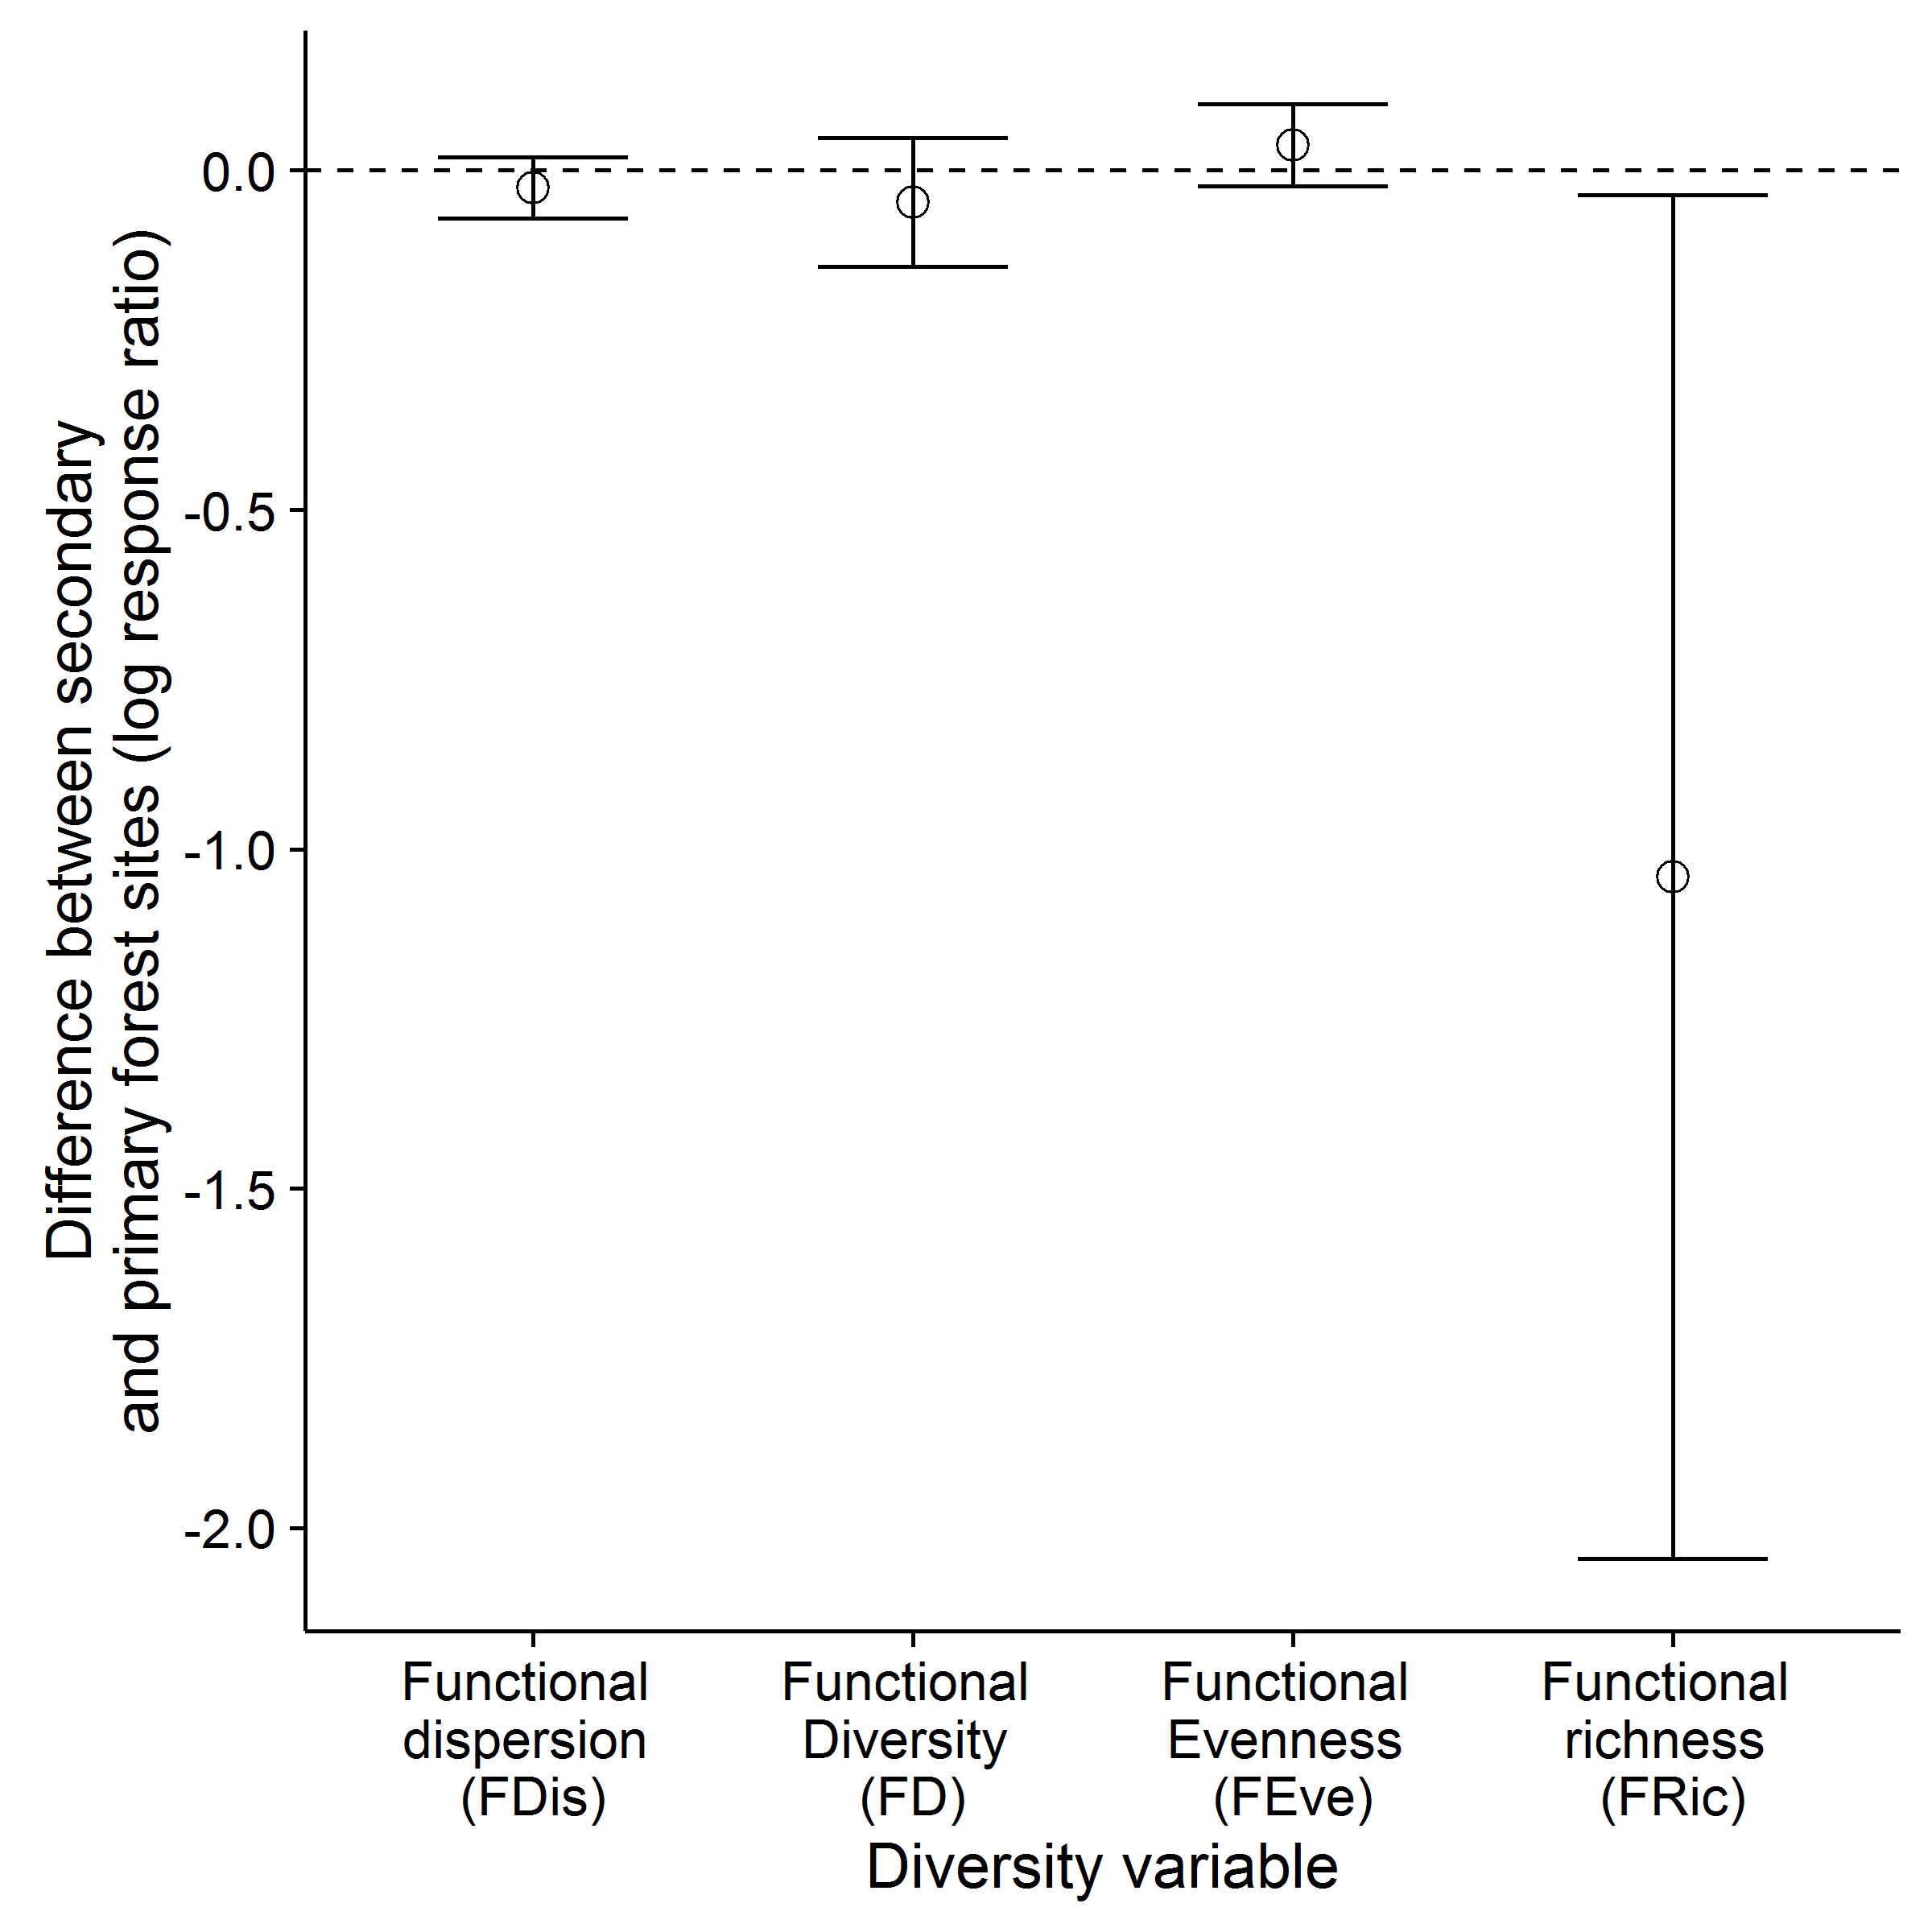 Difference between secondary
and primary forest sites (log response ratio)
0.0
-0.5
-1.0
-1.5
-2.0
Functional
dispersion
(FDis)
Functional
Diversity
(FD)
Functional
Evenness
(FEve)
Functional
richness
(FRic)
Diversity variable